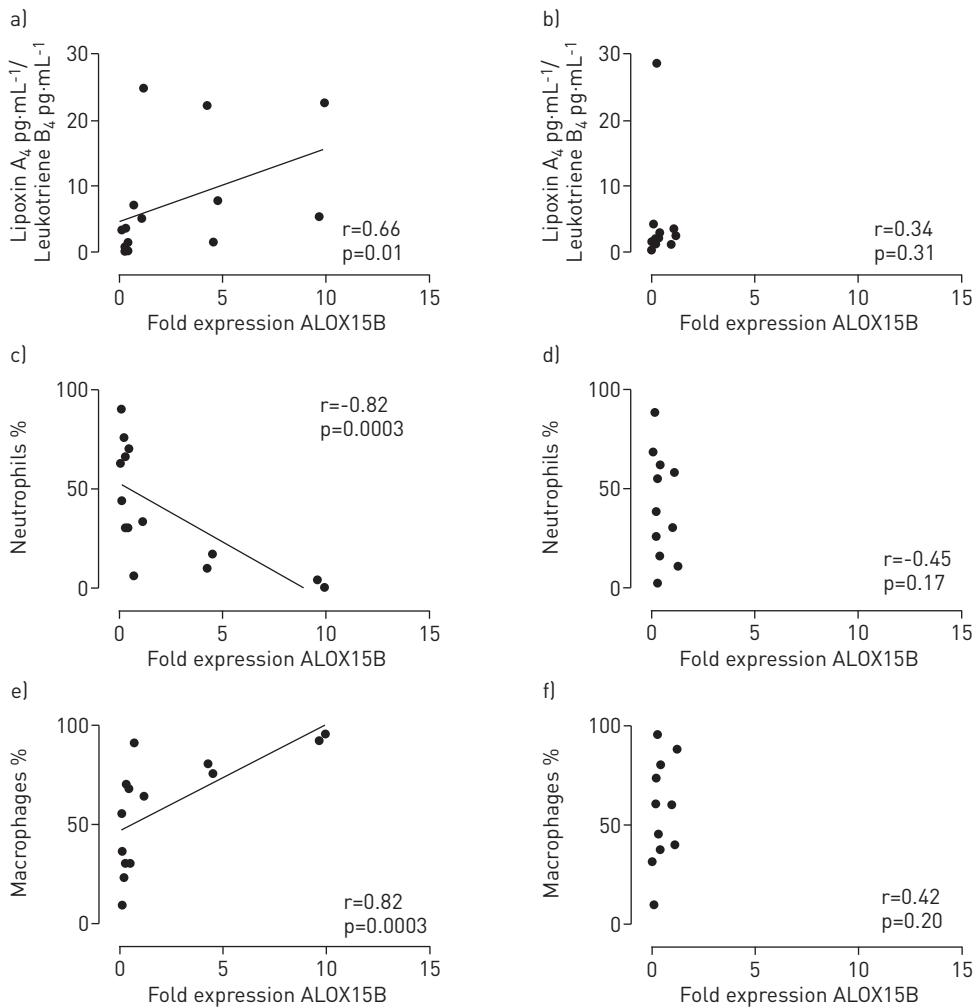 a)
Lipoxin A4 pg·mL-1/
Leukotriene B4 pg·mL-1
30
20
10
0
r=0.66
p=0.01
0 5 10 15
Fold expression ALOX15B
b)
Lipoxin A4 pg·mL-1/
Leukotriene B4 pg·mL-1
30
20
10
0
r=0.34
p=0.31
0 5 10 15
Fold expression ALOX15B
c)
Neutrophils %
100
50
0
r=-0.82
p=0.0003
0 5 10 15
Fold expression ALOX15B
d)
Neutrophils %
100
50
0
r=-0.45
p=0.17
0 5 10 15
Fold expression ALOX15B
e)
Macrophages %
100
50
0
r=0.82
p=0.0003
0 5 10 15
Fold expression ALOX15B
f)
Macrophages %
100
50
0
r=0.42
p=0.20
0 5 10 15
Fold expression ALOX15B